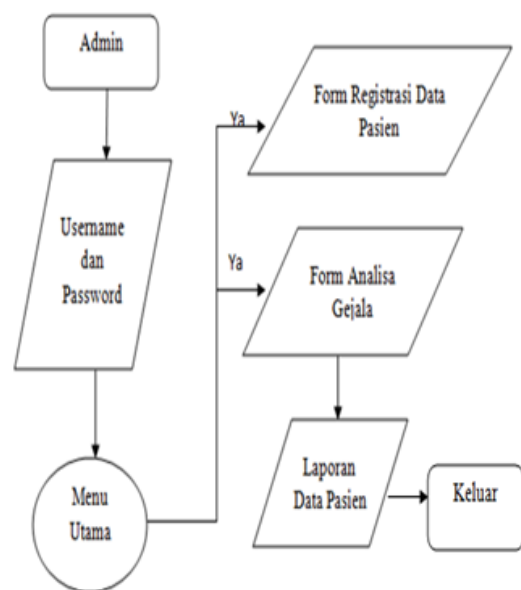 Admin
Username
dan
Password
Menu
Utama
Ya
Form Registrasi Data
Pasien
Ya
Form Analisa
Gejala
Laporan
Data Pasien
Keluar